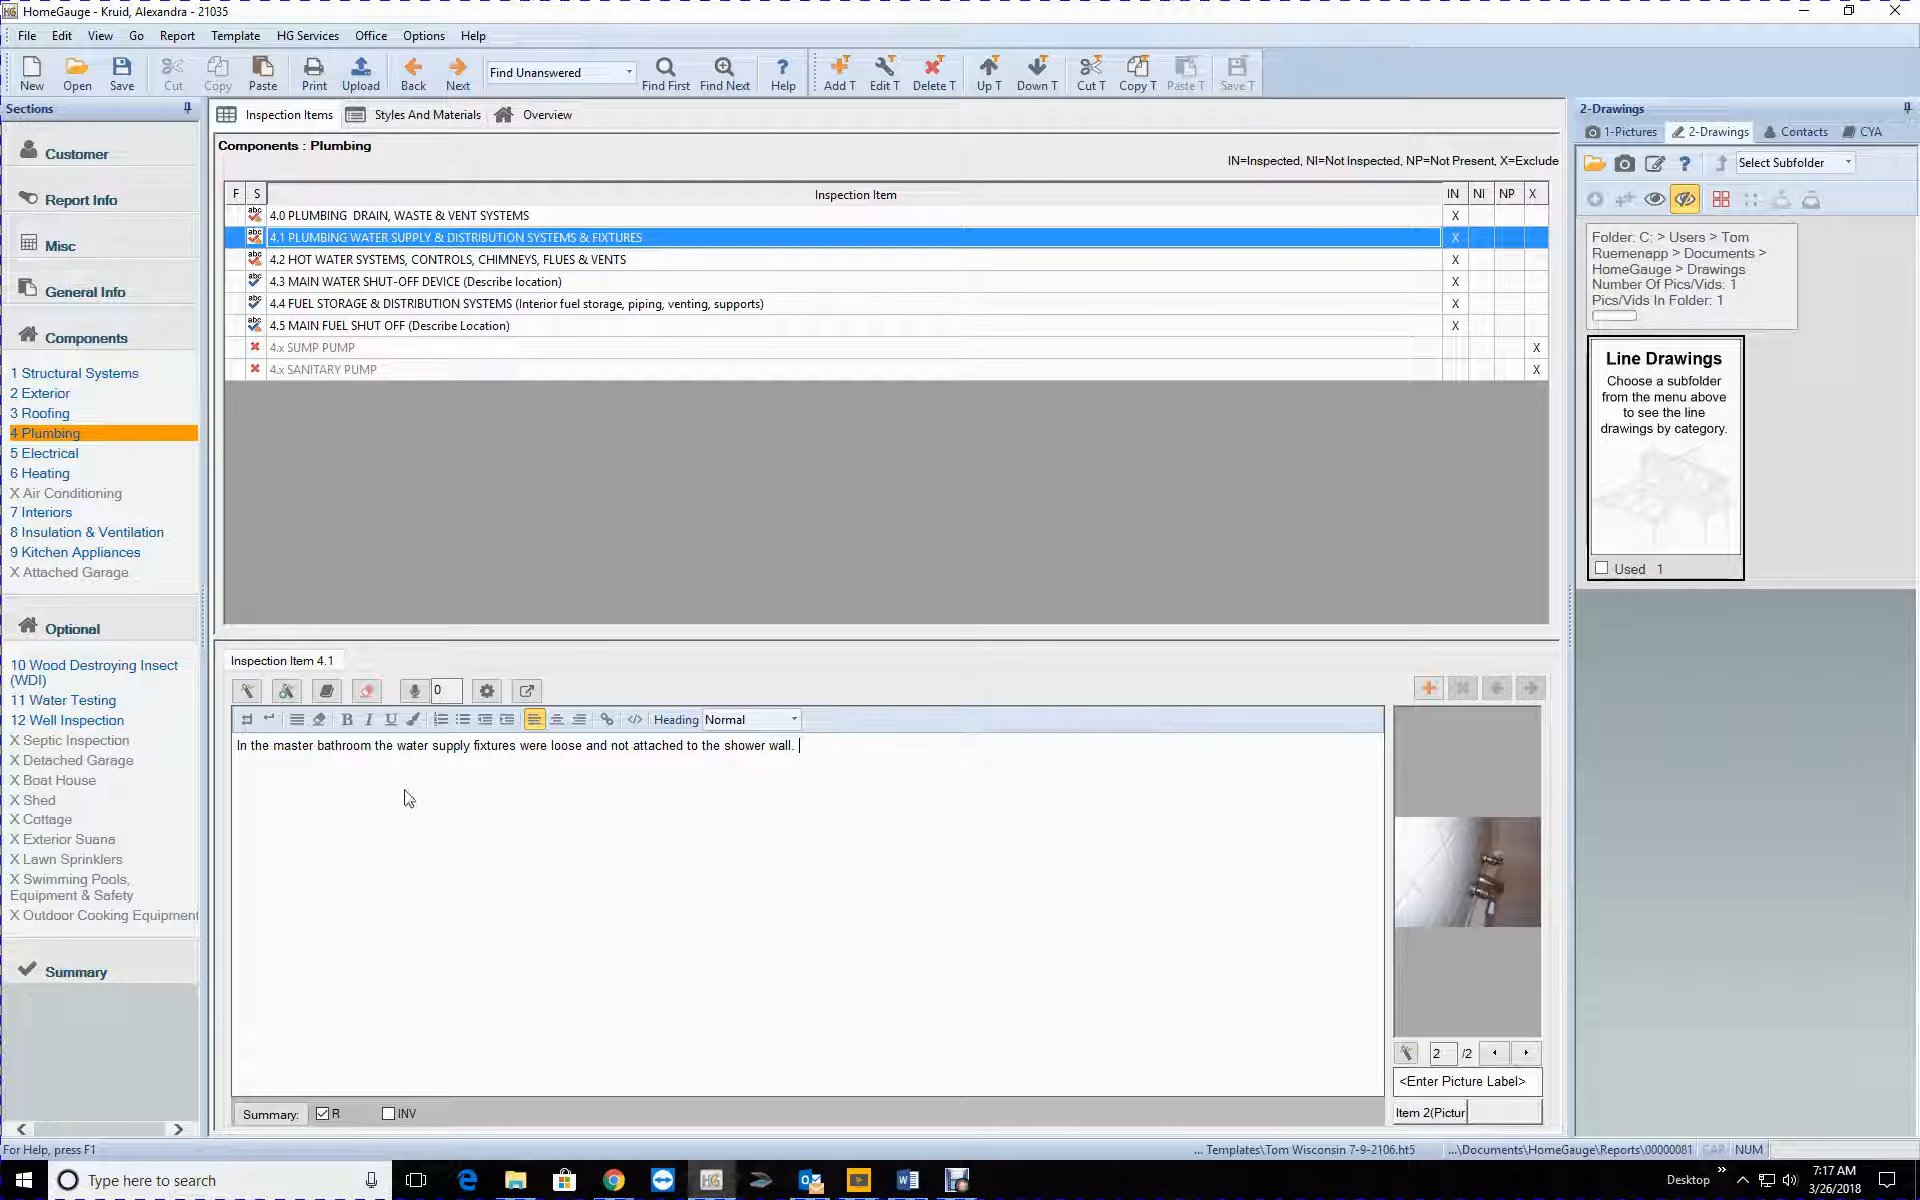 HomeGauge - Kruid, Alexandra - 21035
File Edit View Go Report Template HG Services Office Options Help
New Open Save Cut Copy Paste Print Upload Back Next Find Unanswered Find First Find Next Help Add T Edit T Delete T Up T Down T Cut T Copy T Paste T Save T
Sections
Customer
Report Info
Misc
General Info
Components
1 Structural Systems
2 Exterior
3 Roofing
4 Plumbing
5 Electrical
6 Heating
X Air Conditioning
7 Interiors
8 Insulation & Ventilation
9 Kitchen Appliances
X Attached Garage
Optional
10 Wood Destroying Insect
(WDI)
11 Water Testing
12 Well Inspection
X Septic Inspection
X Detached Garage
X Boat House
X Shed
X Cottage
X Exterior Suana
X Lawn Sprinklers
X Swimming Pools,
Equipment & Safety
X Outdoor Cooking Equipment
Summary
Inspection Items Styles And Materials Overview
Components : Plumbing
IN=Inspected, NI=Not Inspected, NP=Not Present, X=Exclude
F S Inspection Item IN NI NP X
abc 4.0 PLUMBING DRAIN, WASTE & VENT SYSTEMS X
abc 4.1 PLUMBING WATER SUPPLY & DISTRIBUTION SYSTEMS & FIXTURES X
abc 4.2 HOT WATER SYSTEMS, CONTROLS, CHIMNEYS, FLUES & VENTS X
abc 4.3 MAIN WATER SHUT-OFF DEVICE (Describe location) X
abc 4.4 FUEL STORAGE & DISTRIBUTION SYSTEMS (Interior fuel storage, piping, venting, supports) X
abc 4.5 MAIN FUEL SHUT OFF (Describe Location) X
4.x SUMP PUMP X
4.x SANITARY PUMP X
Inspection Item 4.1
0
B I U Heading Normal
In the master bathroom the water supply fixtures were loose and not attached to the shower wall.
2 /2
<Enter Picture Label>
Item 2(Pictur
Summary: R INV
2-Drawings
1-Pictures 2-Drawings Contacts CYA
Select Subfolder
Folder: C: > Users > Tom
Ruemenapp > Documents >
HomeGauge > Drawings
Number Of Pics/Vids: 1
Pics/Vids In Folder: 1
Line Drawings
Choose a subfolder
from the menu above
to see the line
drawings by category.
Used 1
For Help, press F1
... Templates\Tom Wisconsin 7-9-2106.ht5 ...\Documents\HomeGauge\Reports\00000081 CAP NUM
Type here to search
Desktop
7:17 AM
3/26/2018